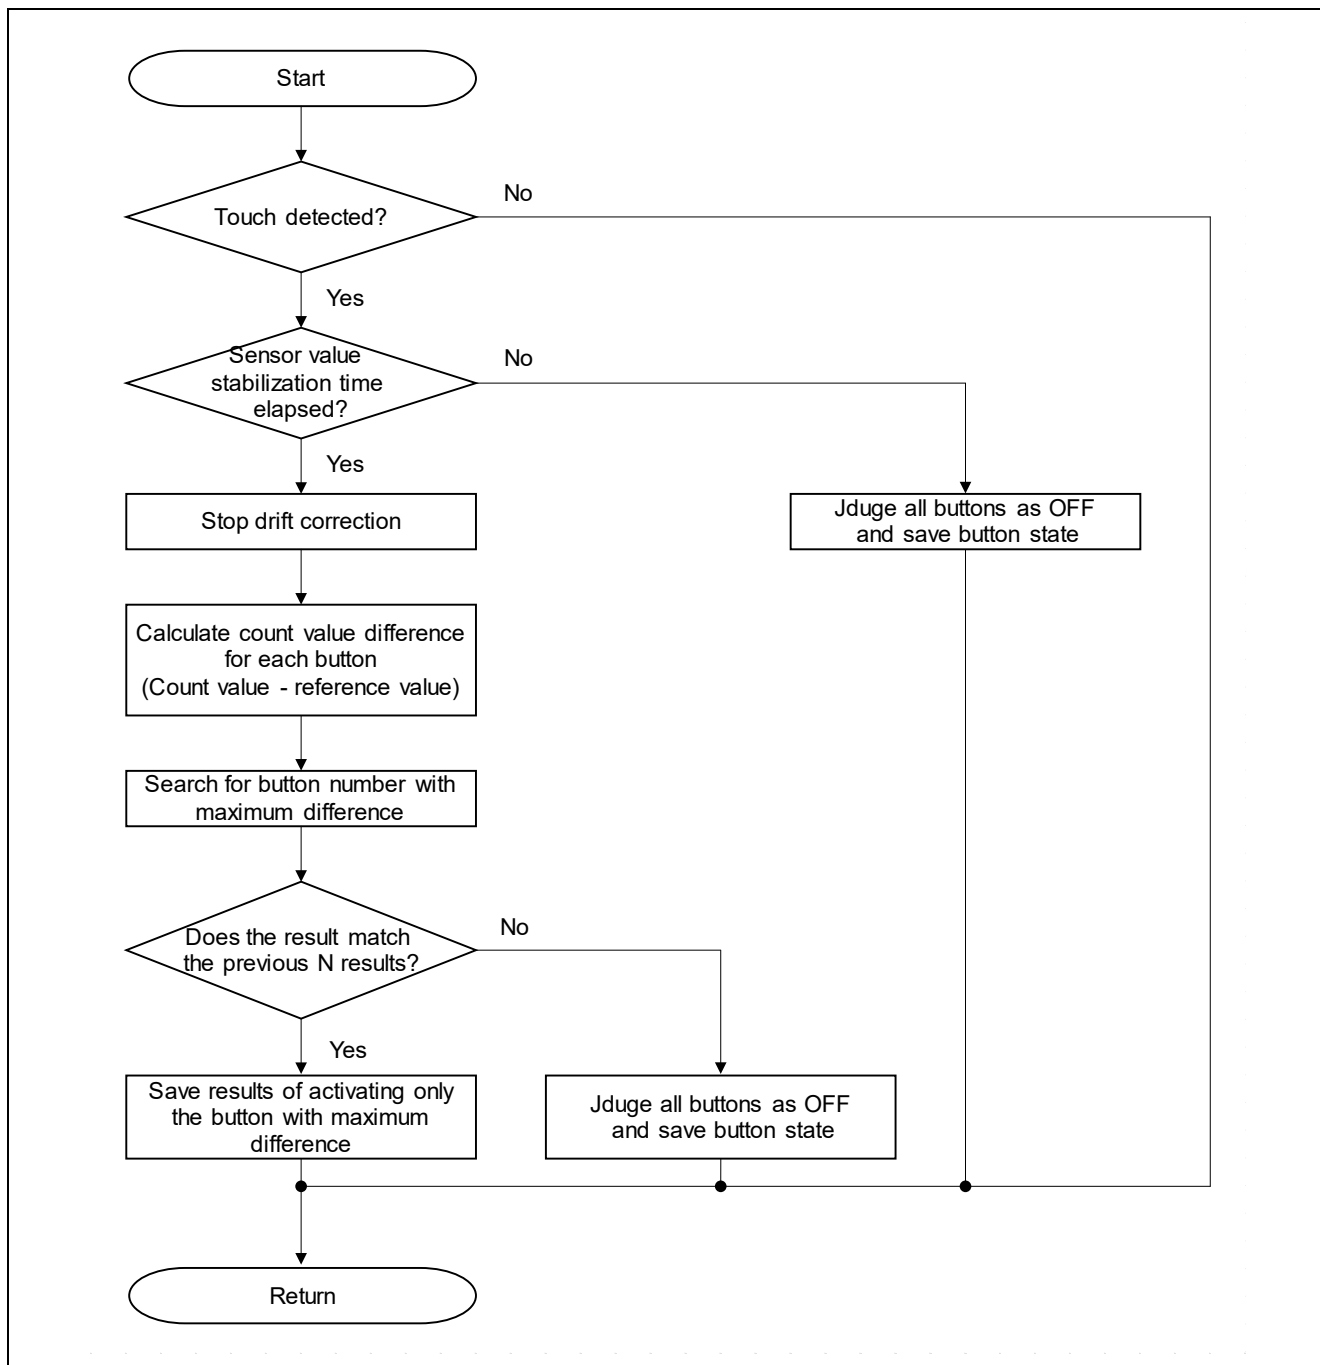 Start
Touch detected?
No
Yes
Sensor value
stabilization time
elapsed?
No
Yes
Stop drift correction
Jduge all buttons as OFF
and save button state
Calculate count value difference
for each button
(Count value - reference value)
Search for button number with
maximum difference
Does the result match
the previous N results?
No
Yes
Save results of activating only
the button with maximum
difference
Jduge all buttons as OFF
and save button state
Return